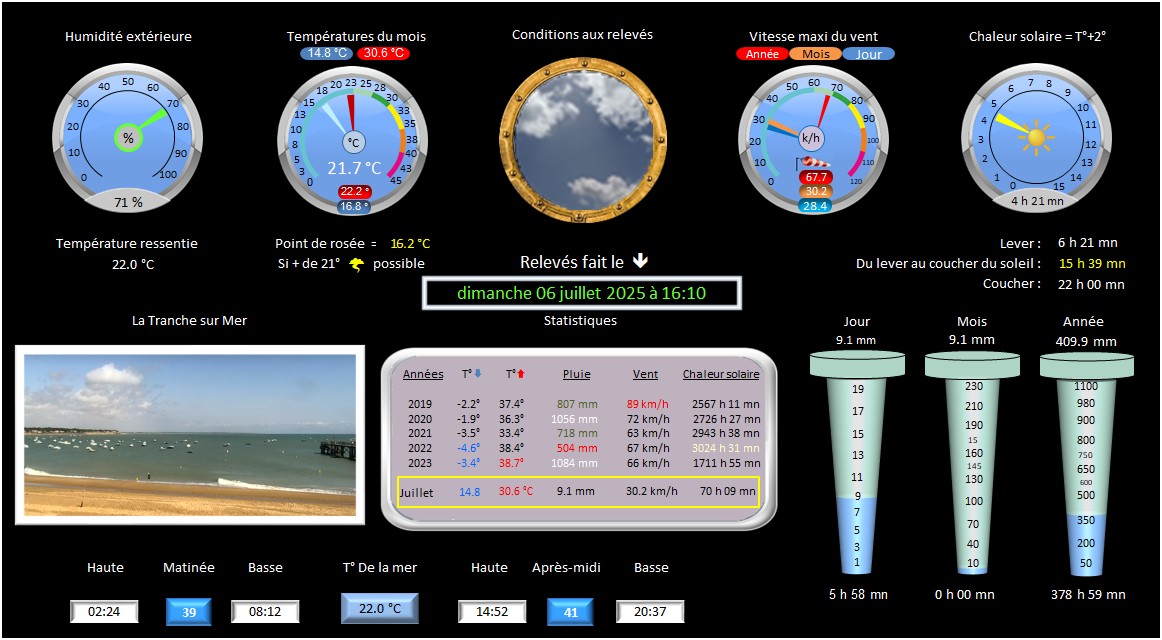 Humidité extérieure
Températures du mois
Conditions aux relevés
Vitesse maxi du vent
Chaleur solaire = T°+2°
14.8 °C 30.6 °C
Année Mois Jour
0 10 20 30 40 50 60 70 80 90 100
%
71 %
0 3 5 8 10 13 15 18 20 23 25 28 30 33 35 38 40 43 45
°C
21.7 °C
22.2 °
16.8 °
0 10 20 30 40 50 60 70 80 90 100 110 120
k/h
67.7
30.2
28.4
0 1 2 3 4 5 6 7 8 9 10 11 12 13 14 15
4 h 21 mn
Température ressentie
22.0 °C
Point de rosée = 16.2 °C
Si + de 21° possible
Relevés fait le
dimanche 06 juillet 2025 à 16:10
Lever : 6 h 21 mn
Du lever au coucher du soleil : 15 h 39 mn
Coucher : 22 h 00 mn
La Tranche sur Mer
Statistiques
Années T° T° Pluie Vent Chaleur solaire
2019 -2.2° 37.4° 807 mm 89 km/h 2567 h 11 mn
2020 -1.9° 36.3° 1056 mm 72 km/h 2726 h 27 mn
2021 -3.5° 33.4° 718 mm 63 km/h 2943 h 38 mn
2022 -4.6° 38.4° 504 mm 67 km/h 3024 h 31 mn
2023 -3.4° 38.7° 1084 mm 66 km/h 1711 h 55 mn
Juillet 14.8 30.6 °C 9.1 mm 30.2 km/h 70 h 09 mn
Jour
9.1 mm
19
17
15
13
11
9
7
5
3
1
5 h 58 mn
Mois
9.1 mm
230
210
190
15
160
145
130
100
70
40
10
0 h 00 mn
Année
409.9 mm
1100
980
900
800
750
650
600
500
350
200
50
378 h 59 mn
Haute Matinée Basse
02:24 39 08:12
T° De la mer
22.0 °C
Haute Après-midi Basse
14:52 41 20:37